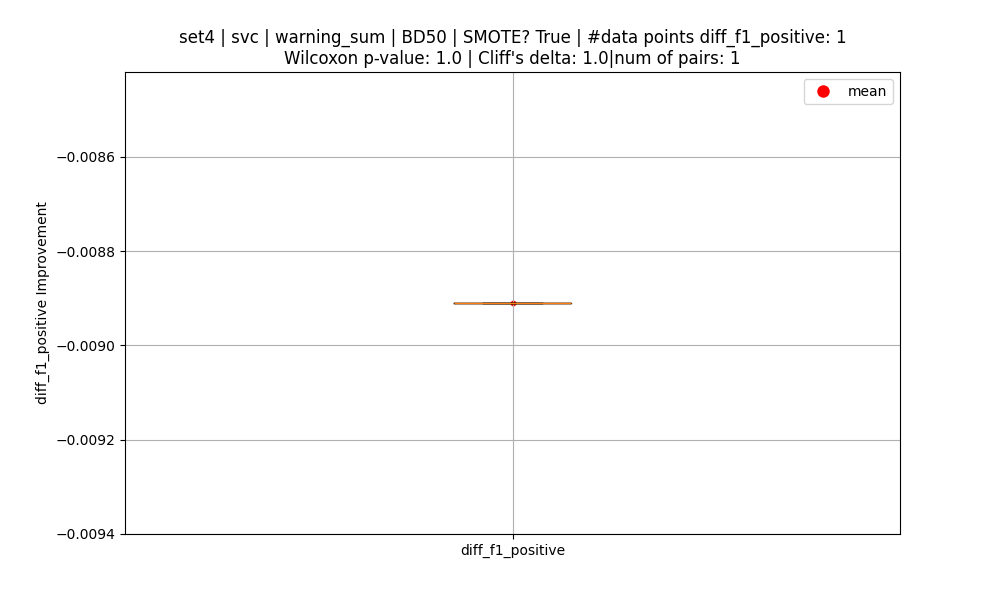 set4 | svc | warning_sum | BD50 | SMOTE? True | #data points diff_f1_positive: 1
Wilcoxon p-value: 1.0 | Cliff's delta: 1.0|num of pairs: 1
mean
−0.0086
−0.0088
−0.0090
−0.0092
−0.0094
diff_f1_positive Improvement
diff_f1_positive